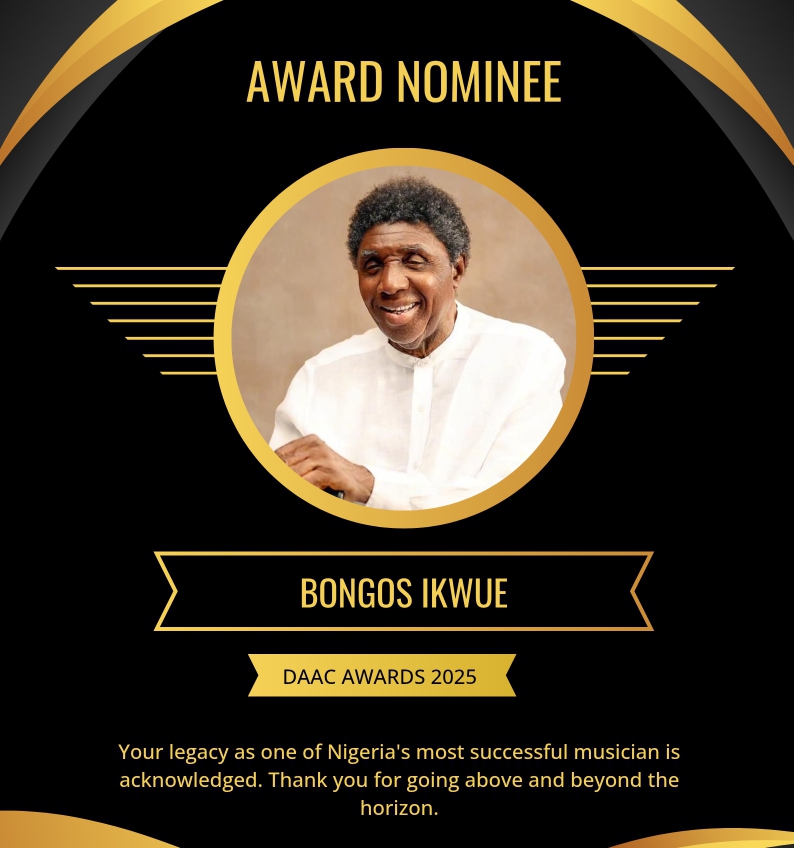 AWARD NOMINEE
BONGOS IKWUE
DAAC AWARDS 2025
Your legacy as one of Nigeria's most successful musician is
acknowledged. Thank you for going above and beyond the
horizon.